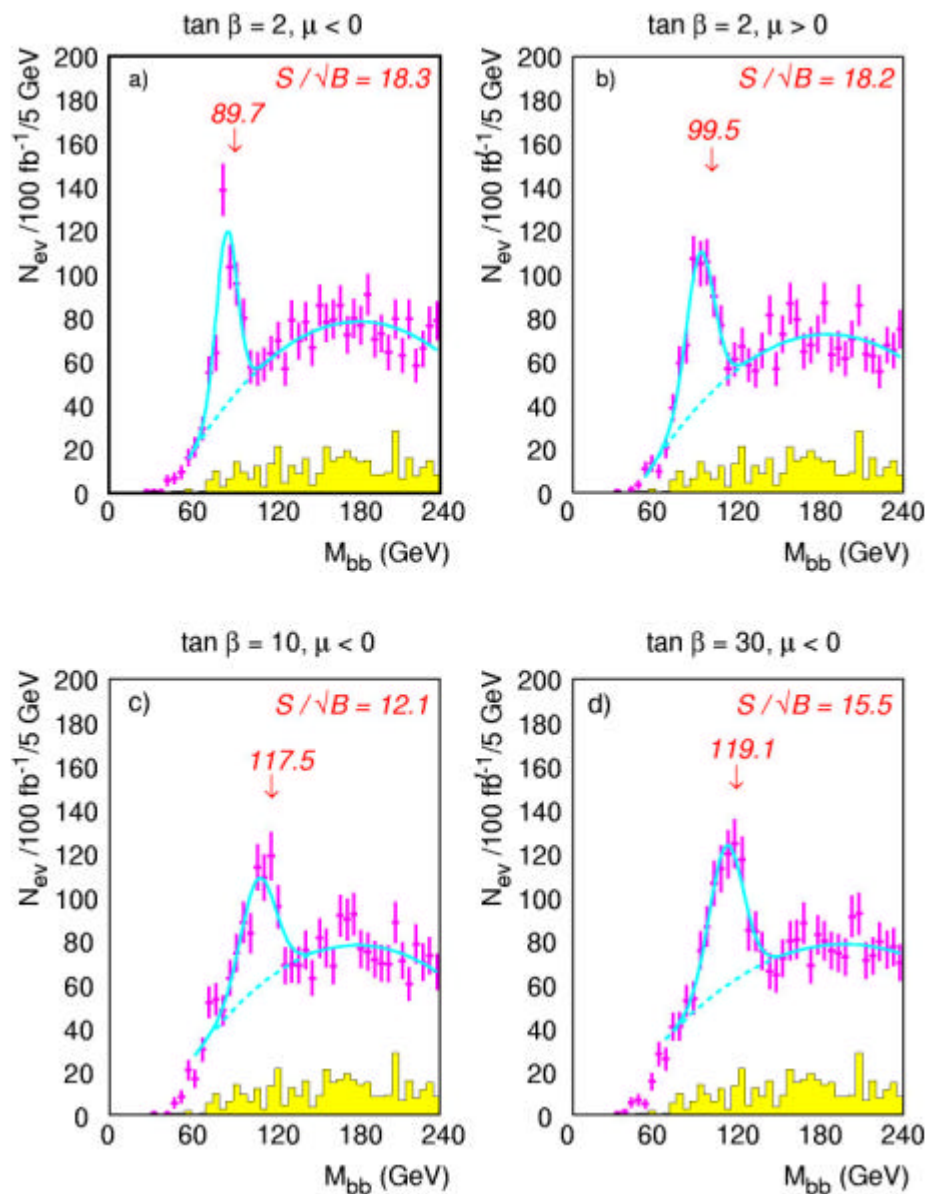 tan β = 2, μ < 0
a)
S / √B = 18.3
89.7
N_ev /100 fb⁻¹/5 GeV
200
180
160
140
120
100
80
60
40
20
0
0 60 120 180 240
M_bb (GeV)
tan β = 2, μ > 0
b)
S / √B = 18.2
99.5
N_ev /100 fb⁻¹/5 GeV
200
180
160
140
120
100
80
60
40
20
0
0 60 120 180 240
M_bb (GeV)
tan β = 10, μ < 0
c)
S / √B = 12.1
117.5
N_ev /100 fb⁻¹/5 GeV
200
180
160
140
120
100
80
60
40
20
0
0 60 120 180 240
M_bb (GeV)
tan β = 30, μ < 0
d)
S / √B = 15.5
119.1
N_ev /100 fb⁻¹/5 GeV
200
180
160
140
120
100
80
60
40
20
0
0 60 120 180 240
M_bb (GeV)